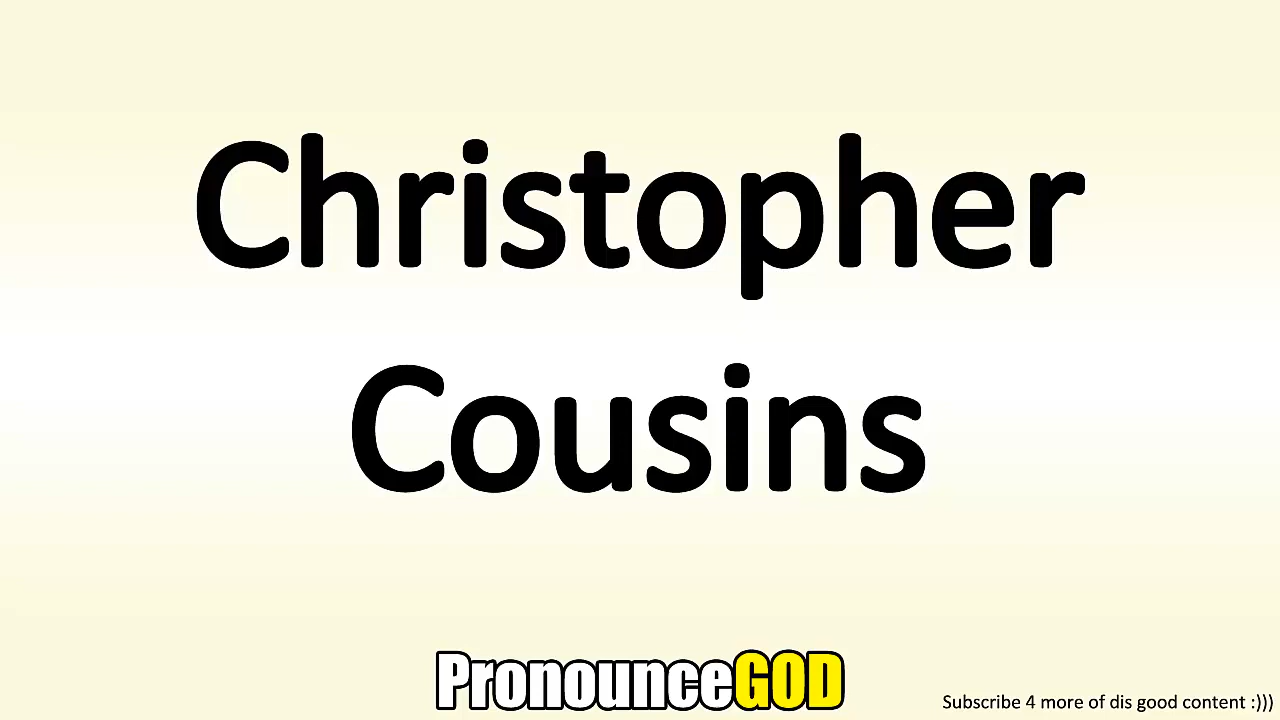 Christopher
Cousins
PronounceGOD
Subscribe 4 more of dis good content :)))